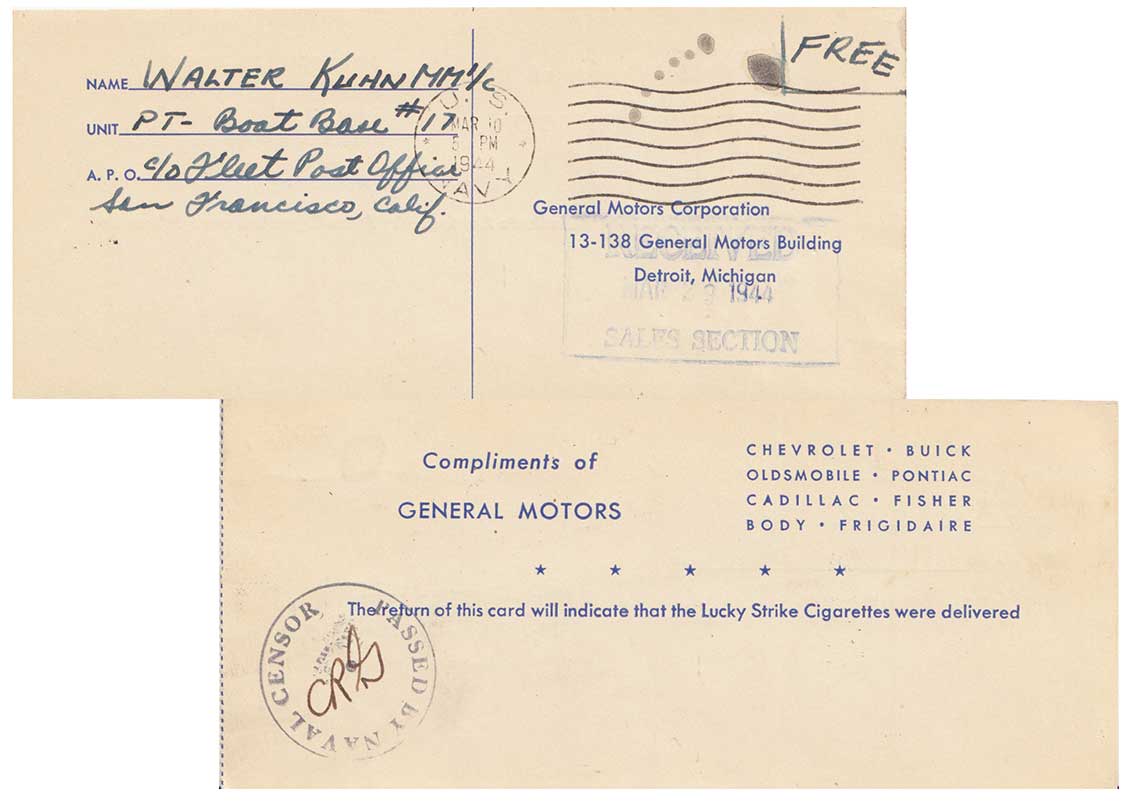 NAME WALTER KUHN MM1/c
UNIT PT- Boat Base #17
A. P. O. c/o Fleet Post Office
San Francisco, Calif.
U. S.
MAR 10
5 PM
1944
NAVY
FREE
General Motors Corporation
13-138 General Motors Building
Detroit, Michigan
RECEIVED
MAR 23 1944
SALES SECTION
Compliments of
GENERAL MOTORS
CHEVROLET • BUICK
OLDSMOBILE • PONTIAC
CADILLAC • FISHER
BODY • FRIGIDAIRE
★ ★ ★ ★ ★
The return of this card will indicate that the Lucky Strike Cigarettes were delivered
PASSED BY NAVAL CENSOR